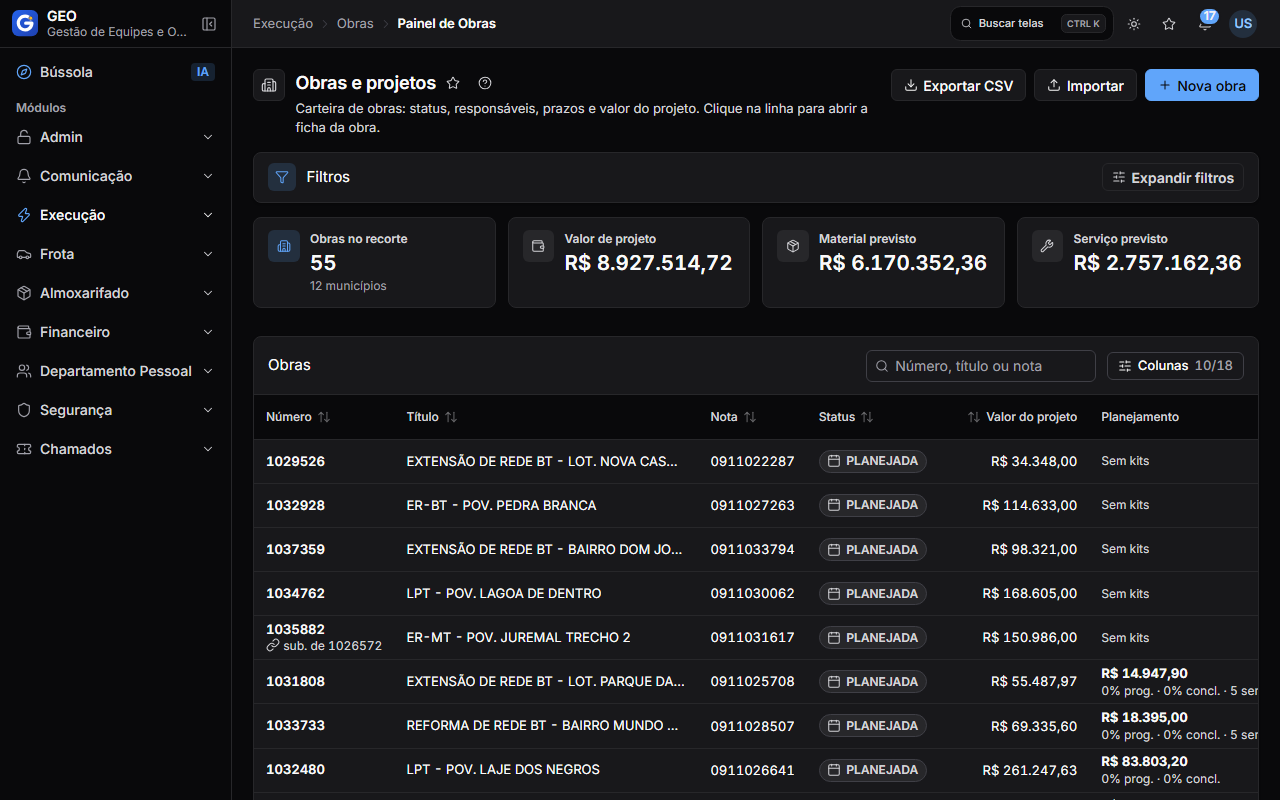 GEO
Gestão de Equipes e O...
Execução
Obras
Painel de Obras
Buscar telas
CTRL K
17
US
Bússola
IA
Módulos
Admin
Comunicação
Execução
Frota
Almoxarifado
Financeiro
Departamento Pessoal
Segurança
Chamados
Obras e projetos
Carteira de obras: status, responsáveis, prazos e valor do projeto. Clique na linha para abrir a
ficha da obra.
Exportar CSV
Importar
Nova obra
Filtros
Expandir filtros
Obras no recorte
55
12 municípios
Valor de projeto
R$ 8.927.514,72
Material previsto
R$ 6.170.352,36
Serviço previsto
R$ 2.757.162,36
Obras
Número, título ou nota
Colunas 10/18
Número Título Nota Status Valor do projeto Planejamento
1029526 EXTENSÃO DE REDE BT - LOT. NOVA CAS... 0911022287 PLANEJADA R$ 34.348,00 Sem kits
1032928 ER-BT - POV. PEDRA BRANCA 0911027263 PLANEJADA R$ 114.633,00 Sem kits
1037359 EXTENSÃO DE REDE BT - BAIRRO DOM JO... 0911033794 PLANEJADA R$ 98.321,00 Sem kits
1034762 LPT - POV. LAGOA DE DENTRO 0911030062 PLANEJADA R$ 168.605,00 Sem kits
1035882
sub. de 1026572
ER-MT - POV. JUREMAL TRECHO 2 0911031617 PLANEJADA R$ 150.986,00 Sem kits
1031808 EXTENSÃO DE REDE BT - LOT. PARQUE DA... 0911025708 PLANEJADA R$ 55.487,97 R$ 14.947,90
0% prog. · 0% concl. · 5 ser
1033733 REFORMA DE REDE BT - BAIRRO MUNDO ... 0911028507 PLANEJADA R$ 69.335,60 R$ 18.395,00
0% prog. · 0% concl. · 5 ser
1032480 LPT - POV. LAJE DOS NEGROS 0911026641 PLANEJADA R$ 261.247,63 R$ 83.803,20
0% prog. · 0% concl.